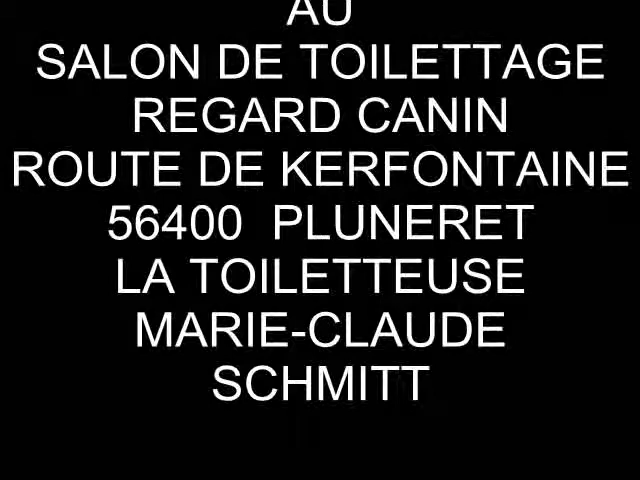 AU
SALON DE TOILETTAGE
REGARD CANIN
ROUTE DE KERFONTAINE
56400  PLUNERET
LA TOILETTEUSE
MARIE-CLAUDE
SCHMITT